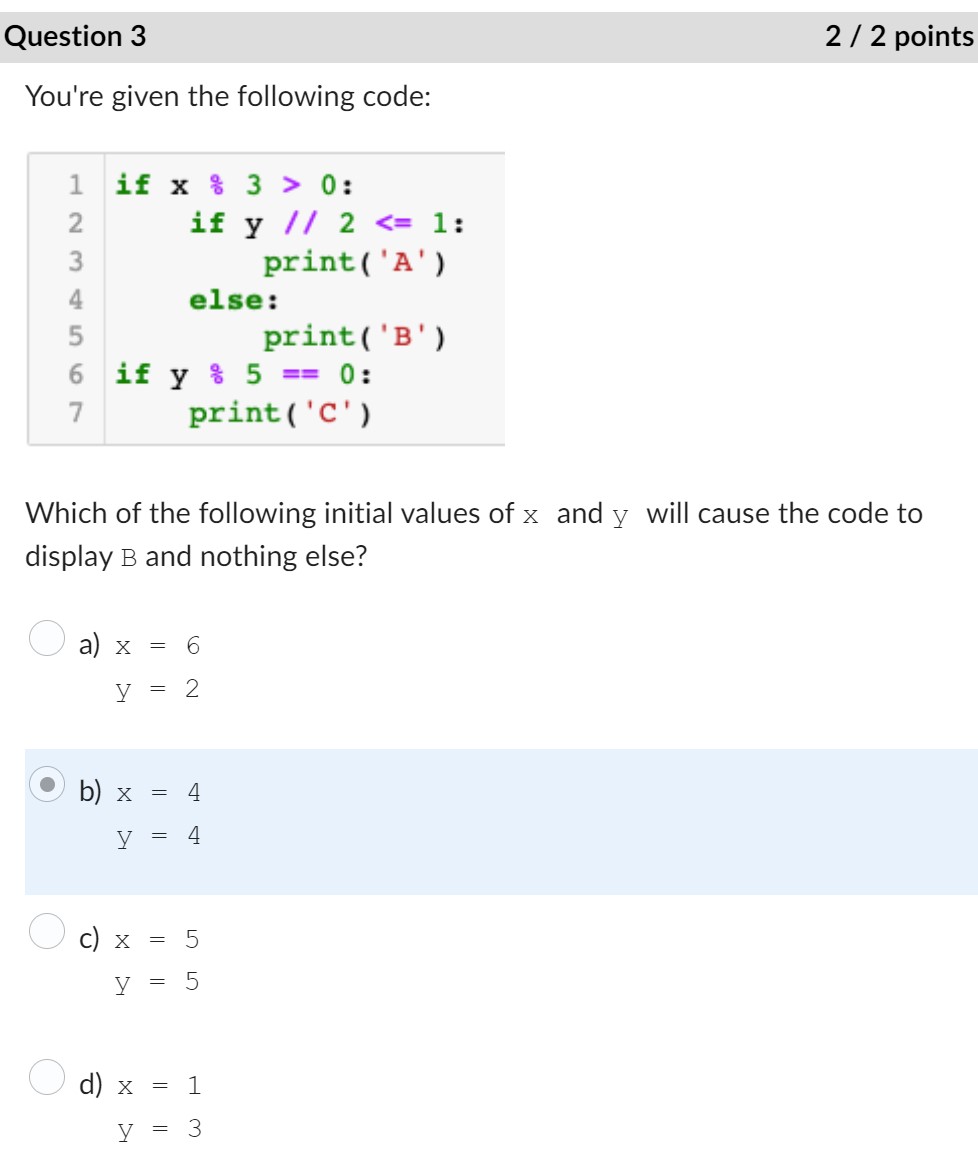 Question 3 2 / 2 points
You're given the following code:
1 if x % 3 > 0:
2     if y // 2 <= 1:
3         print('A')
4     else:
5         print('B')
6 if y % 5 == 0:
7     print('C')
Which of the following initial values of x and y will cause the code to
display B and nothing else?
a) x = 6
y = 2
b) x = 4
y = 4
c) x = 5
y = 5
d) x = 1
y = 3